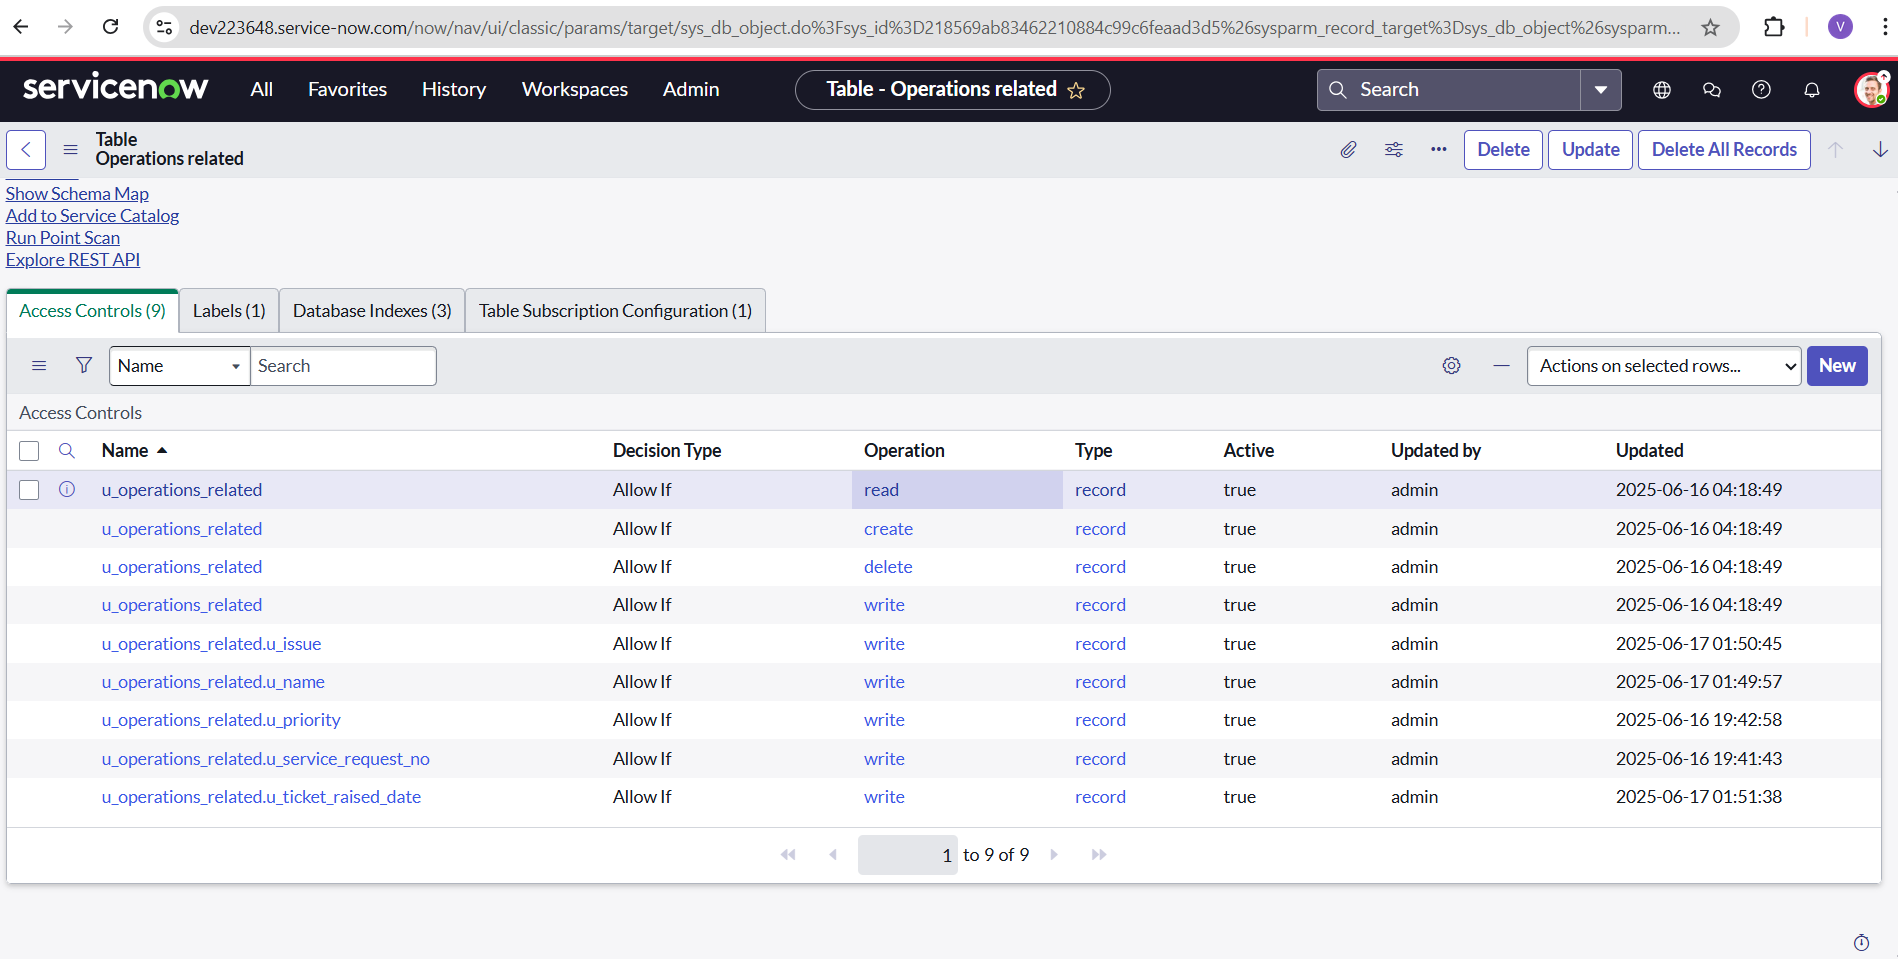 dev223648.service-now.com/now/nav/ui/classic/params/target/sys_db_object.do%3Fsys_id%3D218569ab83462210884c99c6feaad3d5%26sysparm_record_target%3Dsys_db_object%26sysparm...
V
servicenow All Favorites History Workspaces Admin Table - Operations related Search
Table
Operations related
Delete Update Delete All Records
Show Schema Map
Add to Service Catalog
Run Point Scan
Explore REST API
Access Controls (9) Labels (1) Database Indexes (3) Table Subscription Configuration (1)
Name Search Actions on selected rows... New
Access Controls
Name Decision Type Operation Type Active Updated by Updated
u_operations_related Allow If read record true admin 2025-06-16 04:18:49
u_operations_related Allow If create record true admin 2025-06-16 04:18:49
u_operations_related Allow If delete record true admin 2025-06-16 04:18:49
u_operations_related Allow If write record true admin 2025-06-16 04:18:49
u_operations_related.u_issue Allow If write record true admin 2025-06-17 01:50:45
u_operations_related.u_name Allow If write record true admin 2025-06-17 01:49:57
u_operations_related.u_priority Allow If write record true admin 2025-06-16 19:42:58
u_operations_related.u_service_request_no Allow If write record true admin 2025-06-16 19:41:43
u_operations_related.u_ticket_raised_date Allow If write record true admin 2025-06-17 01:51:38
1 to 9 of 9